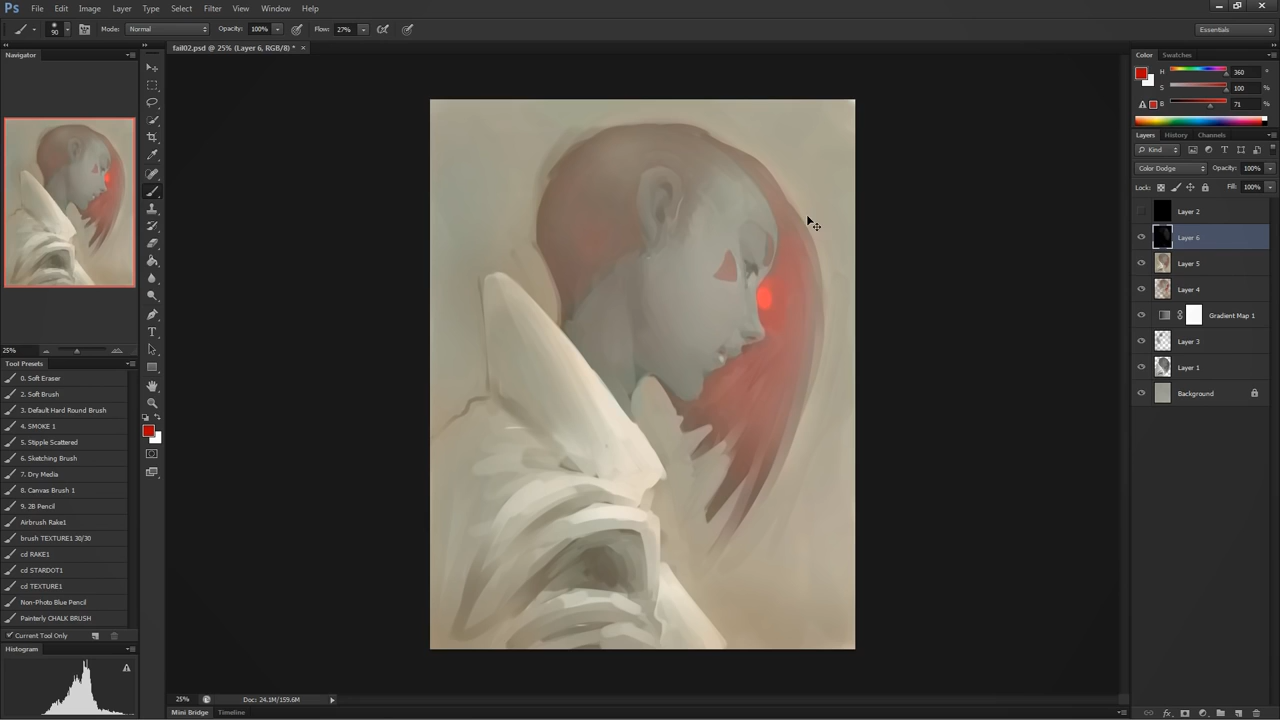 Ps File Edit Image Layer Type Select Filter View Window Help
90 Mode: Normal Opacity: 100% Flow: 27% Essentials
fail02.psd @ 25% (Layer 6, RGB/8) * ×
Navigator
25%
Tool Presets
0. Soft Eraser
2. Soft Brush
3. Default Hard Round Brush
4. SMOKE 1
5. Stipple Scattered
6. Sketching Brush
7. Dry Media
8. Canvas Brush 1
9. 2B Pencil
Airbrush Rake1
brush TEXTURE1 30/30
cd RAKE1
cd STARDOT1
cd TEXTURE1
Non-Photo Blue Pencil
Painterly CHALK BRUSH
Current Tool Only
Histogram
25% Doc: 24.1M/159.6M
Mini Bridge Timeline
Color Swatches
H 360 °
S 100 %
B 71 %
Layers History Channels
Kind
Color Dodge Opacity: 100%
Lock: Fill: 100%
Layer 2
Layer 6
Layer 5
Layer 4
Gradient Map 1
Layer 3
Layer 1
Background